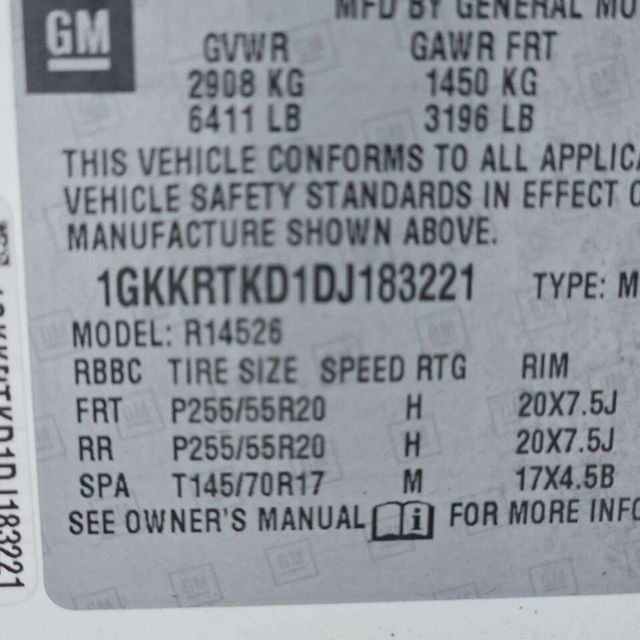 GM
MFD BY GENERAL MO
GVWR GAWR FRT
2908 KG 1450 KG
6411 LB 3196 LB
THIS VEHICLE CONFORMS TO ALL APPLICA
VEHICLE SAFETY STANDARDS IN EFFECT O
MANUFACTURE SHOWN ABOVE.
1GKKRTKD1DJ183221 TYPE: M
MODEL: R14526
RBBC TIRE SIZE SPEED RTG RIM
FRT P255/55R20 H 20X7.5J
RR P255/55R20 H 20X7.5J
SPA T145/70R17 M 17X4.5B
SEE OWNER'S MANUAL i FOR MORE INFO
1GKKRTKD1DJ183221